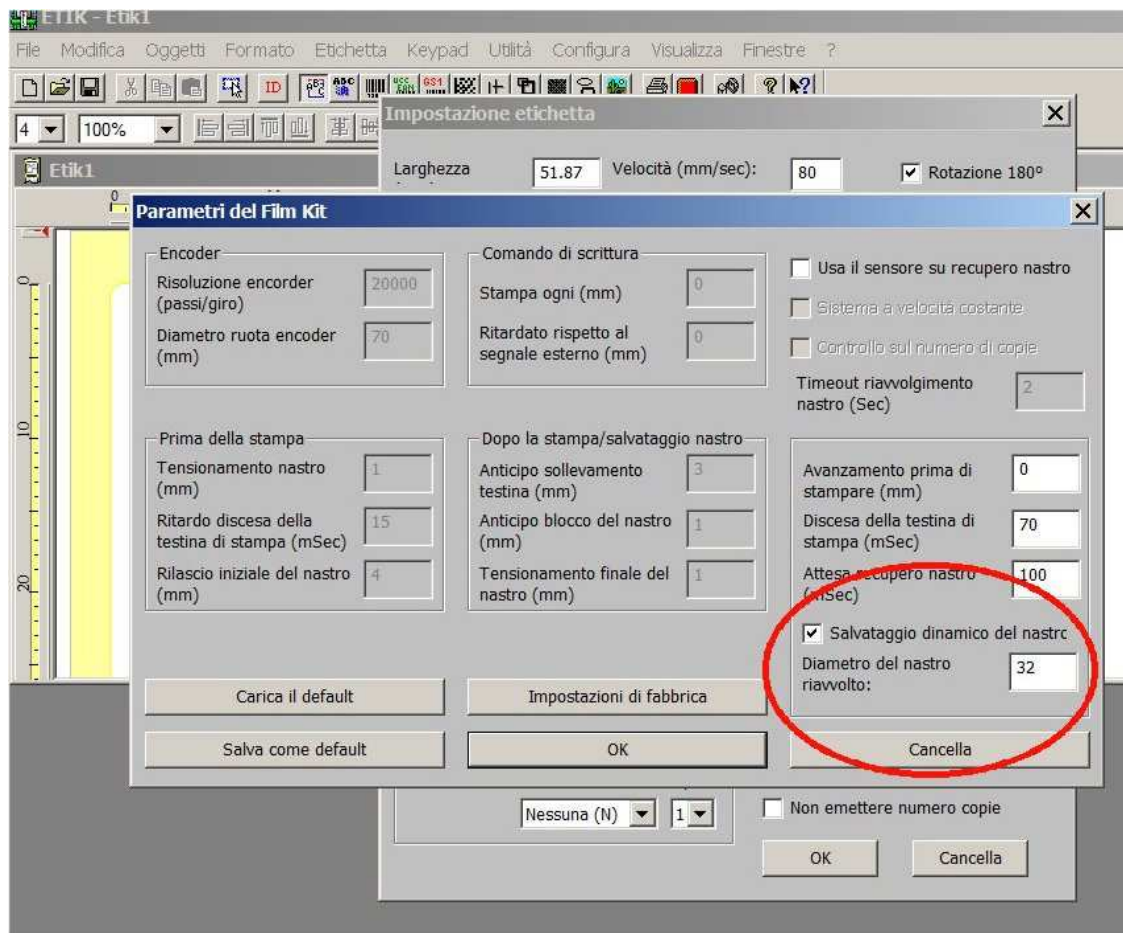 ETIK - Etik1
File Modifica Oggetti Formato Etichetta Keypad Utilità Configura Visualizza Finestre ?
ID ABC GS1
4 100%
Impostazione etichetta
Etik1
Larghezza 51.87 Velocità (mm/sec): 80 Rotazione 180º
0
Parametri del Film Kit
Encoder
Risoluzione encorder
(passi/giro)
20000
Diametro ruota encoder
(mm)
70
Comando di scrittura
Stampa ogni (mm)
0
Ritardato rispetto al
segnale esterno (mm)
0
Usa il sensore su recupero nastro
Sistema a velocità costante
Controllo sul numero di copie
Timeout riavvolgimento
nastro (Sec)
2
Prima della stampa
Tensionamento nastro
(mm)
1
Ritardo discesa della
testina di stampa (mSec)
15
Rilascio iniziale del nastro
(mm)
4
Dopo la stampa/salvataggio nastro
Anticipo sollevamento
testina (mm)
3
Anticipo blocco del nastro
(mm)
1
Tensionamento finale del
nastro (mm)
1
Avanzamento prima di
stampare (mm)
0
Discesa della testina di
stampa (mSec)
70
Attesa recupero nastro
(mSec)
100
Salvataggio dinamico del nastro
Diametro del nastro
riavvolto:
32
0
10
20
Carica il default Impostazioni di fabbrica
Salva come default OK Cancella
Nessuna (N) 1 Non emettere numero copie
OK Cancella